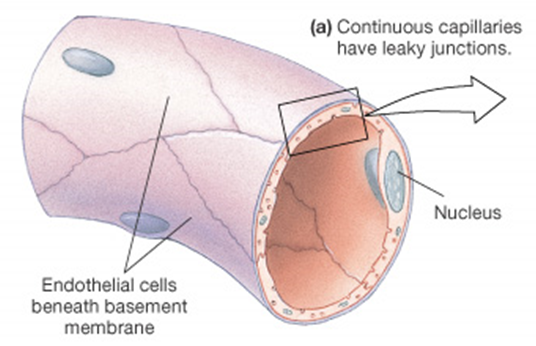 (a) Continuous capillaries
have leaky junctions.
Nucleus
Endothelial cells
beneath basement
membrane